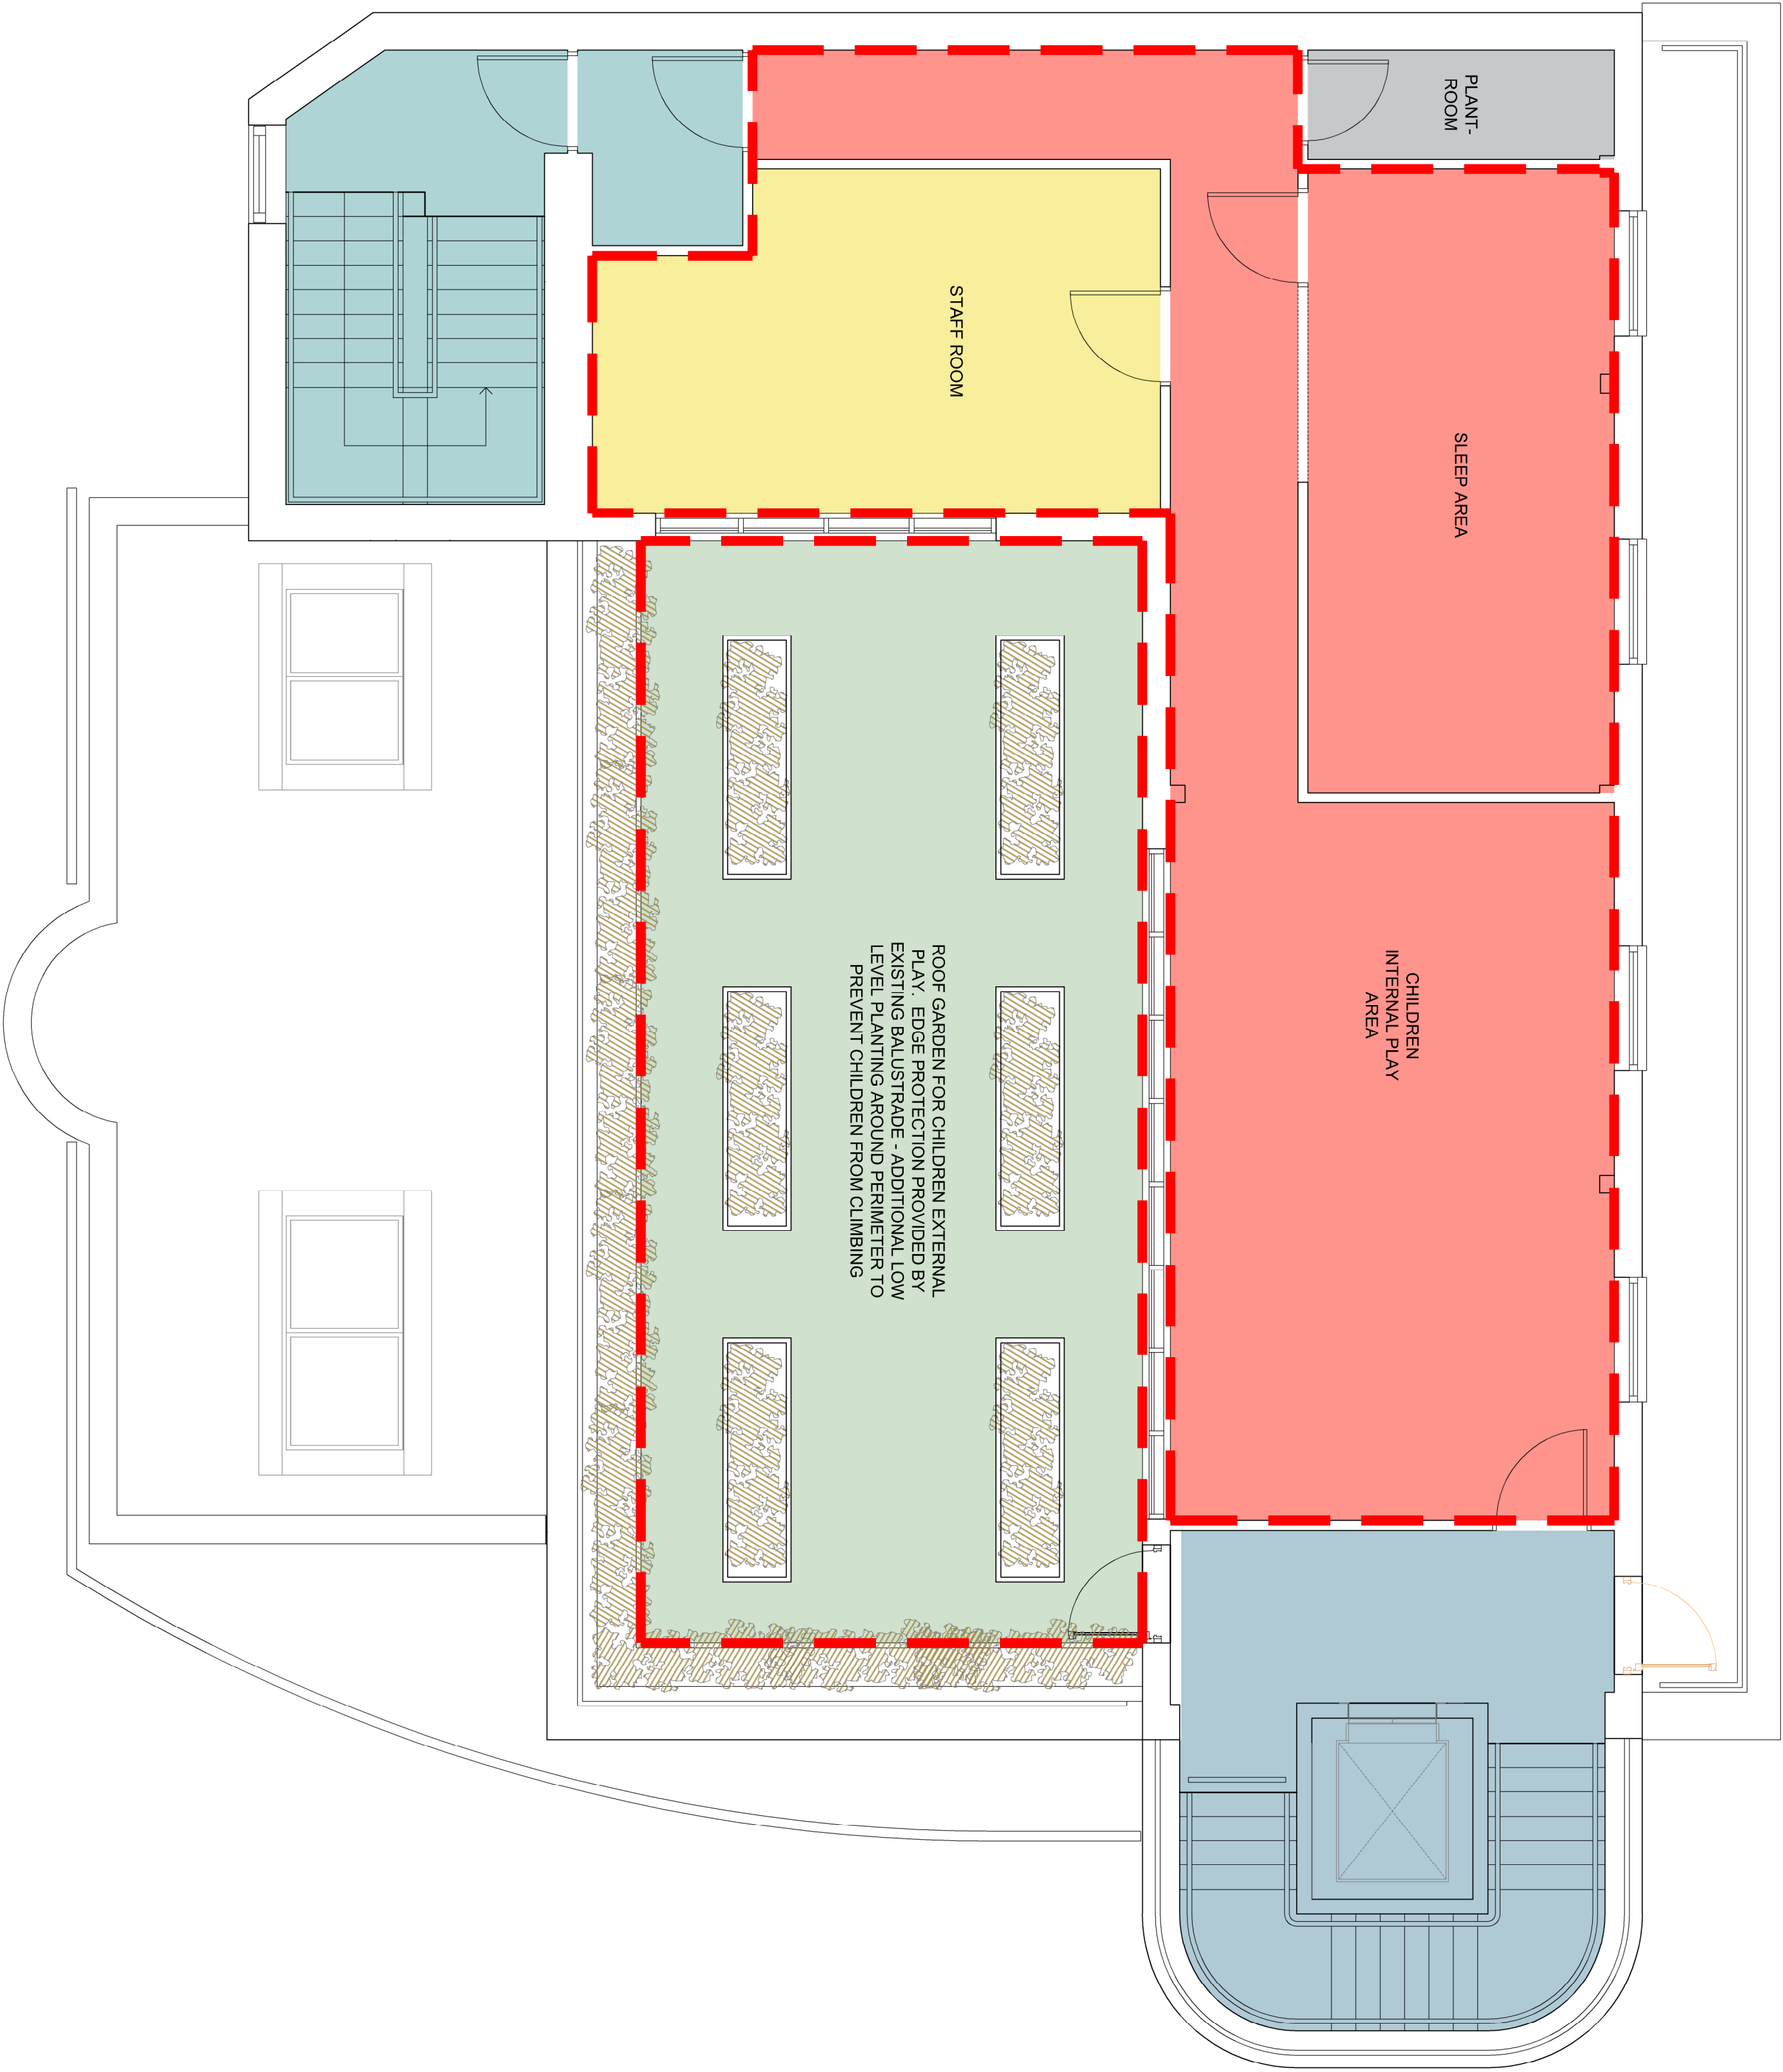 PLANT-
ROOM
STAFF ROOM
SLEEP AREA
CHILDREN
INTERNAL PLAY
AREA
ROOF GARDEN FOR CHILDREN EXTERNAL
PLAY. EDGE PROTECTION PROVIDED BY
EXISTING BALUSTRADE - ADDITIONAL LOW
LEVEL PLANTING AROUND PERIMETER TO
PREVENT CHILDREN FROM CLIMBING